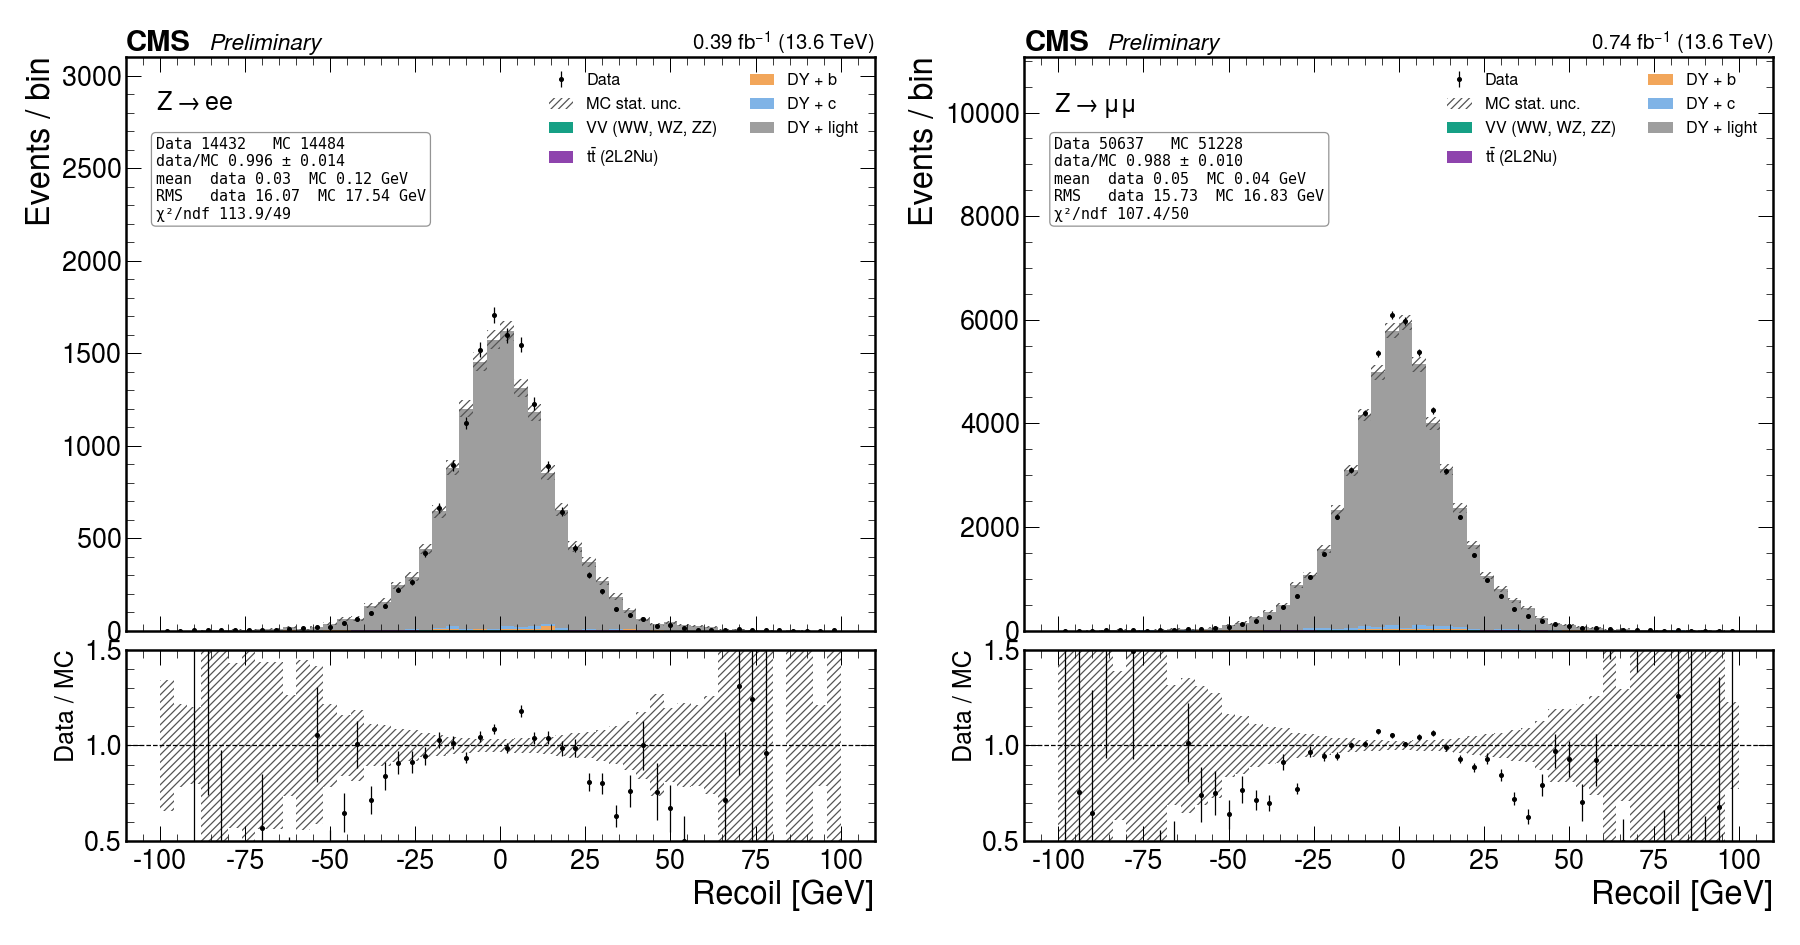 CMS Preliminary 0.39 fb⁻¹ (13.6 TeV)
Events / bin
Z → ee
Data 14432 MC 14484
data/MC 0.996 ± 0.014
mean data 0.03 MC 0.12 GeV
RMS data 16.07 MC 17.54 GeV
χ²/ndf 113.9/49
Data
MC stat. unc.
VV (WW, WZ, ZZ)
tt̄ (2L2Nu)
DY + b
DY + c
DY + light
3000
2500
2000
1500
1000
500
0
Data / MC
1.5
1.0
0.5
-100 -75 -50 -25 0 25 50 75 100
Recoil [GeV]
CMS Preliminary 0.74 fb⁻¹ (13.6 TeV)
Events / bin
Z → μμ
Data 50637 MC 51228
data/MC 0.988 ± 0.010
mean data 0.05 MC 0.04 GeV
RMS data 15.73 MC 16.83 GeV
χ²/ndf 107.4/50
Data
MC stat. unc.
VV (WW, WZ, ZZ)
tt̄ (2L2Nu)
DY + b
DY + c
DY + light
10000
8000
6000
4000
2000
0
Data / MC
1.5
1.0
0.5
-100 -75 -50 -25 0 25 50 75 100
Recoil [GeV]